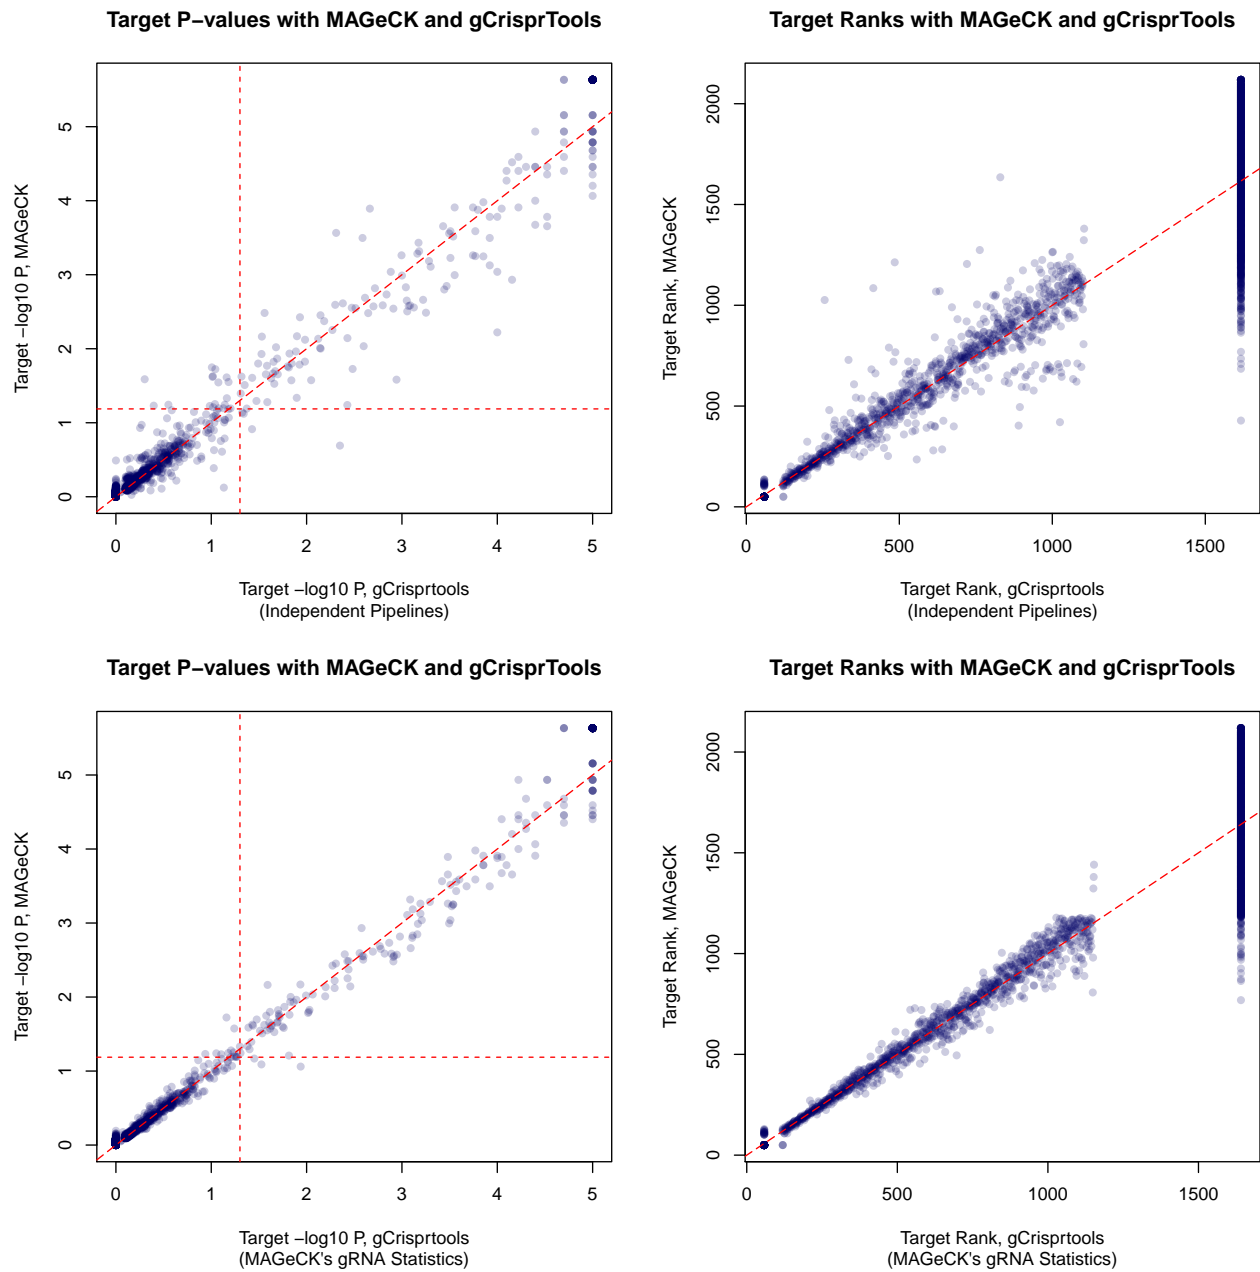 Target P−values with MAGeCK and gCrisprTools
Target −log10 P, MAGeCK
5
4
3
2
1
0
0 1 2 3 4 5
Target −log10 P, gCrisprtools
(Independent Pipelines)
Target Ranks with MAGeCK and gCrisprTools
Target Rank, MAGeCK
2000
1500
1000
500
0
0 500 1000 1500
Target Rank, gCrisprtools
(Independent Pipelines)
Target P−values with MAGeCK and gCrisprTools
Target −log10 P, MAGeCK
5
4
3
2
1
0
0 1 2 3 4 5
Target −log10 P, gCrisprtools
(MAGeCK's gRNA Statistics)
Target Ranks with MAGeCK and gCrisprTools
Target Rank, MAGeCK
2000
1500
1000
500
0
0 500 1000 1500
Target Rank, gCrisprtools
(MAGeCK's gRNA Statistics)